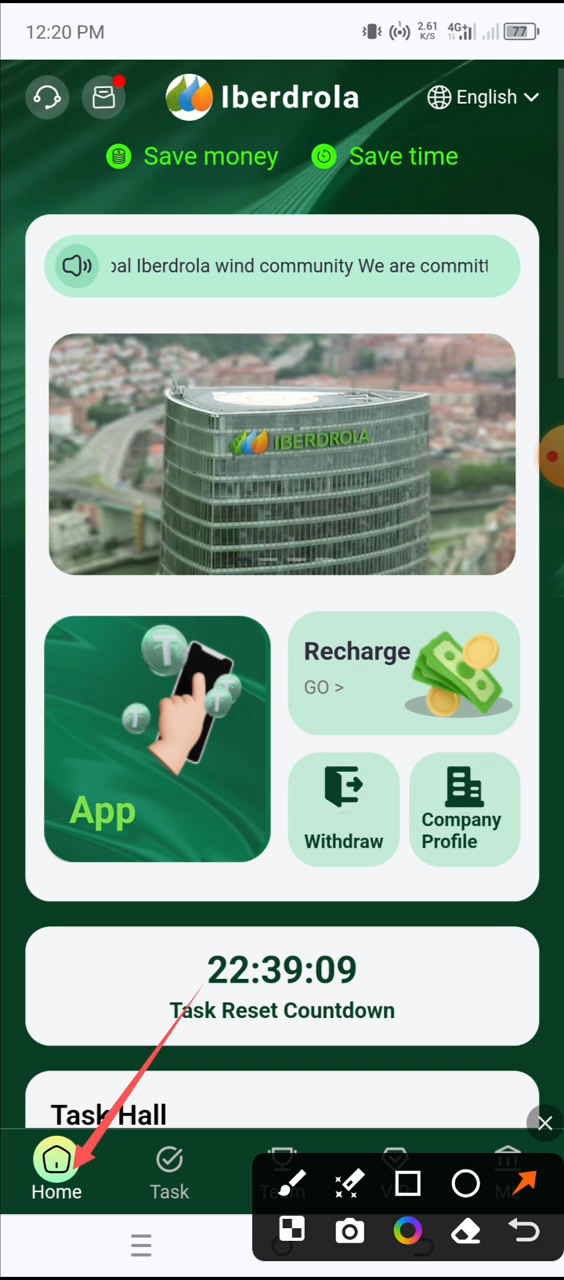 12:20 PM
2.61
K/S
4G+
77
Iberdrola
English
Save money
Save time
bal Iberdrola wind community We are committ
IBERDROLA
Recharge
GO >
App
Withdraw
Company
Profile
22:39:09
Task Reset Countdown
Task Hall
Home
Task